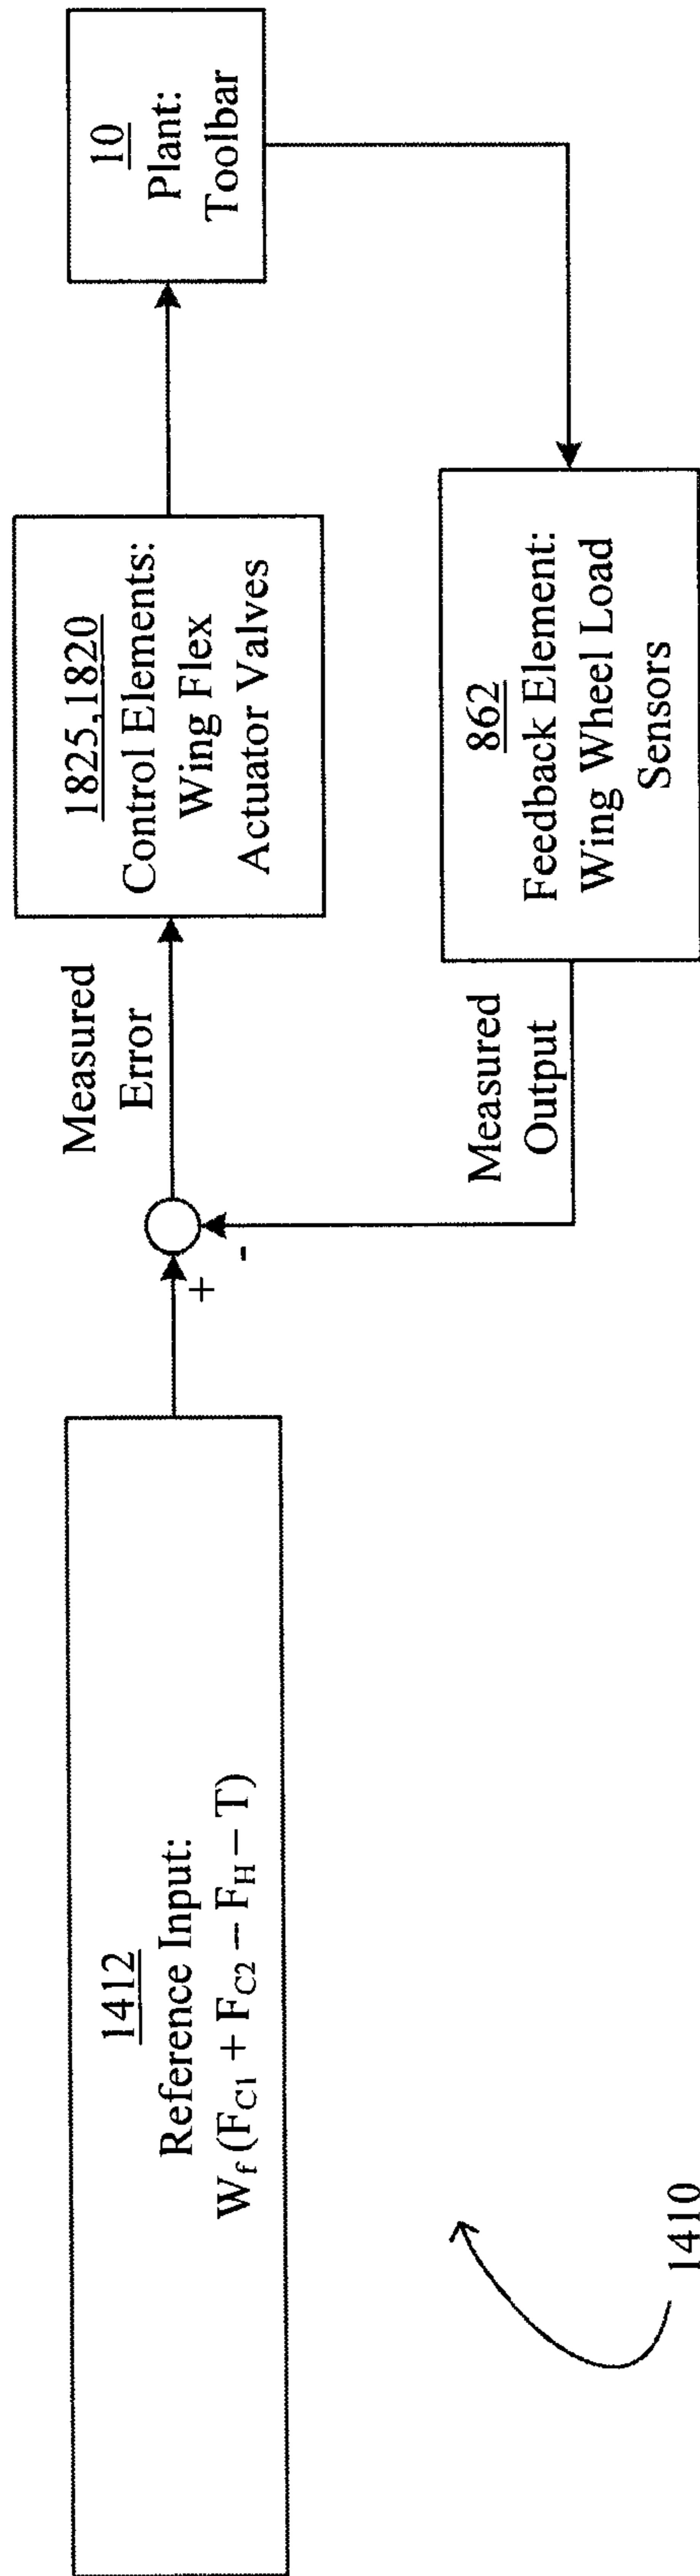 1412
Reference Input:
W_f (F_C1 + F_C2 – F_H – T)
+
-
Measured
Error
1825,1820
Control Elements:
Wing Flex
Actuator Valves
10
Plant:
Toolbar
862
Feedback Element:
Wing Wheel Load
Sensors
Measured
Output
1410